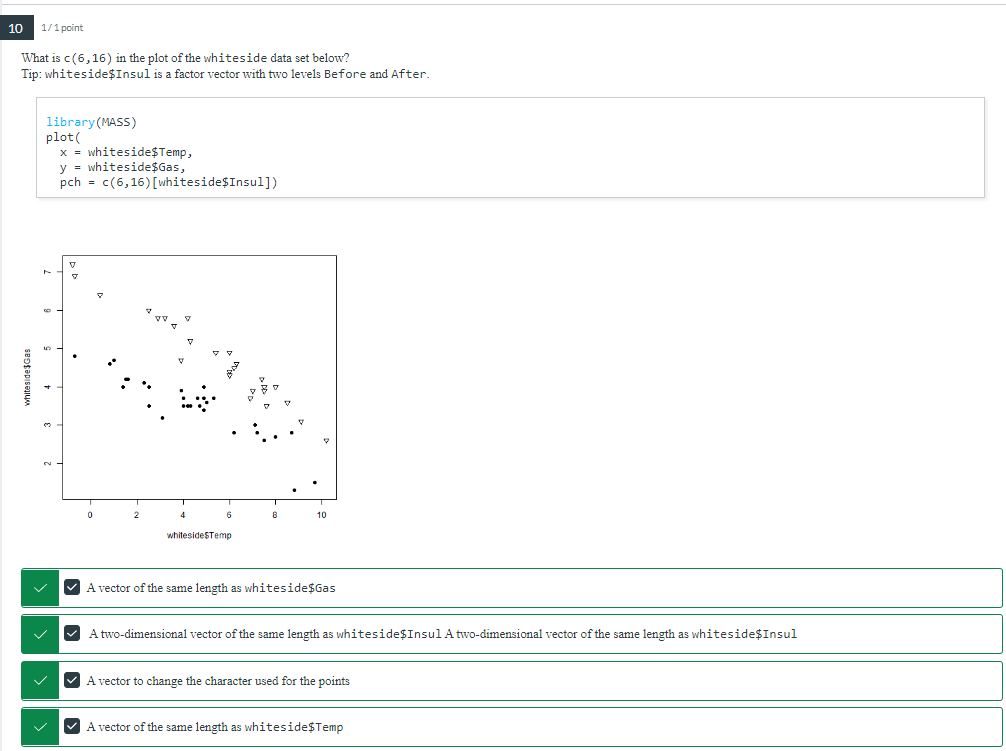 10 1/1 point
What is c(6,16) in the plot of the whiteside data set below?
Tip: whiteside$Insul is a factor vector with two levels Before and After.
library(MASS)
plot(
x = whiteside$Temp,
y = whiteside$Gas,
pch = c(6,16)[whiteside$Insul])
7
6
5
4
3
2
whiteside$Gas
0 2 4 6 8 10
whiteside$Temp
A vector of the same length as whiteside$Gas
A two-dimensional vector of the same length as whiteside$Insul A two-dimensional vector of the same length as whiteside$Insul
A vector to change the character used for the points
A vector of the same length as whiteside$Temp